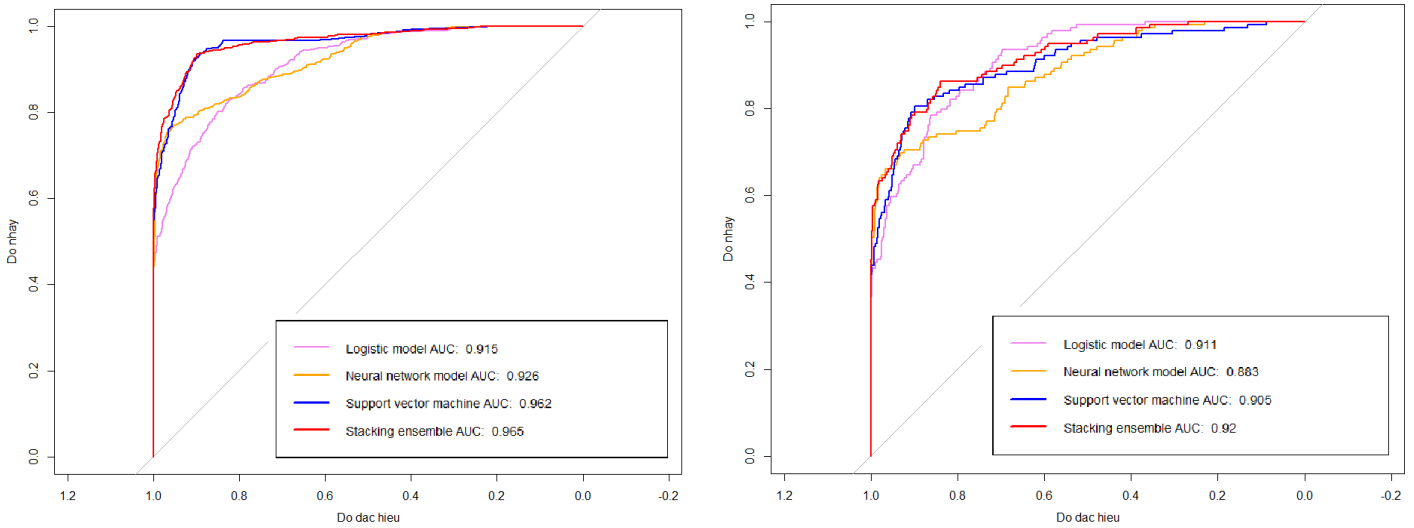 Do nhay
1.0
0.8
0.6
0.4
0.2
0.0
Logistic model AUC: 0.915
Neural network model AUC: 0.926
Support vector machine AUC: 0.962
Stacking ensemble AUC: 0.965
1.2 1.0 0.8 0.6 0.4 0.2 0.0 -0.2
Do dac hieu
Do nhay
1.0
0.8
0.6
0.4
0.2
0.0
Logistic model AUC: 0.911
Neural network model AUC: 0.883
Support vector machine AUC: 0.905
Stacking ensemble AUC: 0.92
1.2 1.0 0.8 0.6 0.4 0.2 0.0 -0.2
Do dac hieu